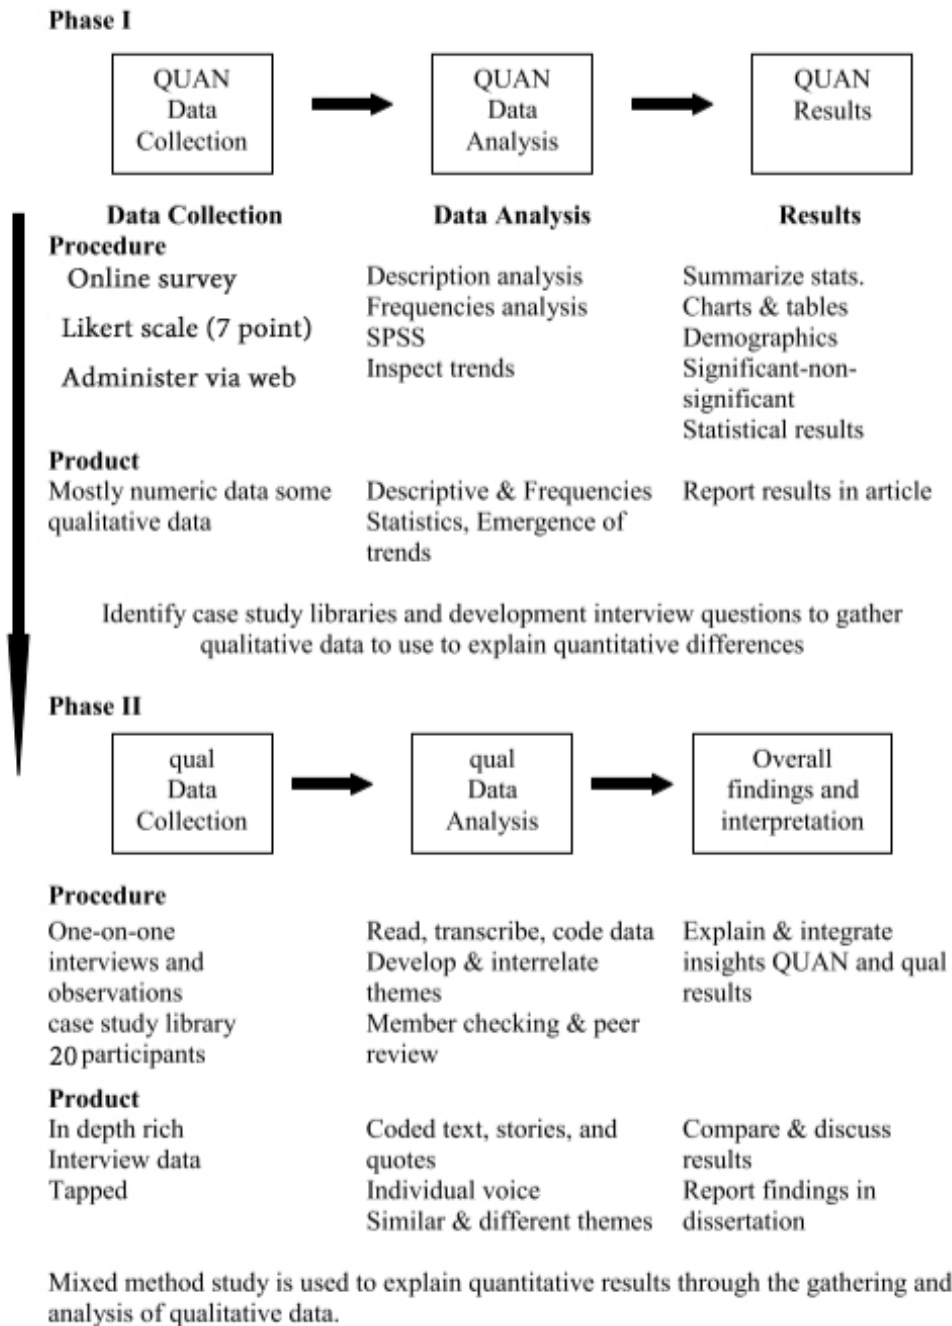 Phase I
QUAN
Data
Collection
QUAN
Data
Analysis
QUAN
Results
Data Collection
Data Analysis
Results
Procedure
Online survey
Likert scale (7 point)
Administer via web
Description analysis
Frequencies analysis
SPSS
Inspect trends
Summarize stats.
Charts & tables
Demographics
Significant-non-
significant
Statistical results
Product
Mostly numeric data some
qualitative data
Descriptive & Frequencies
Statistics, Emergence of
trends
Report results in article
Identify case study libraries and development interview questions to gather
qualitative data to use to explain quantitative differences
Phase II
qual
Data
Collection
qual
Data
Analysis
Overall
findings and
interpretation
Procedure
One-on-one
interviews and
observations
case study library
20 participants
Read, transcribe, code data
Develop & interrelate
themes
Member checking & peer
review
Explain & integrate
insights QUAN and qual
results
Product
In depth rich
Interview data
Tapped
Coded text, stories, and
quotes
Individual voice
Similar & different themes
Compare & discuss
results
Report findings in
dissertation
Mixed method study is used to explain quantitative results through the gathering and
analysis of qualitative data.